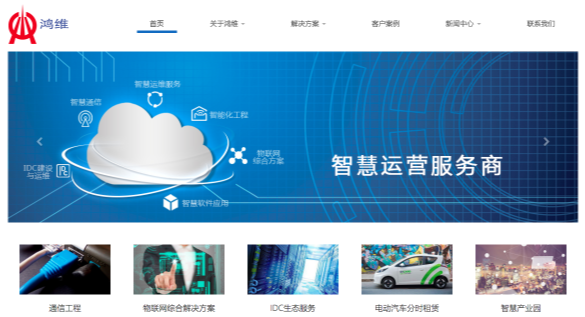 鸿维
首页
关于鸿维
解决方案
客户案例
新闻中心
联系我们
智慧运维服务
智慧通信
智能化工程
物联网
综合方案
IDC建设
与运维
智慧运营服务商
智慧软件应用
通信工程
物联网综合解决方案
IDC生态服务
电动汽车分时租赁
智慧产业园